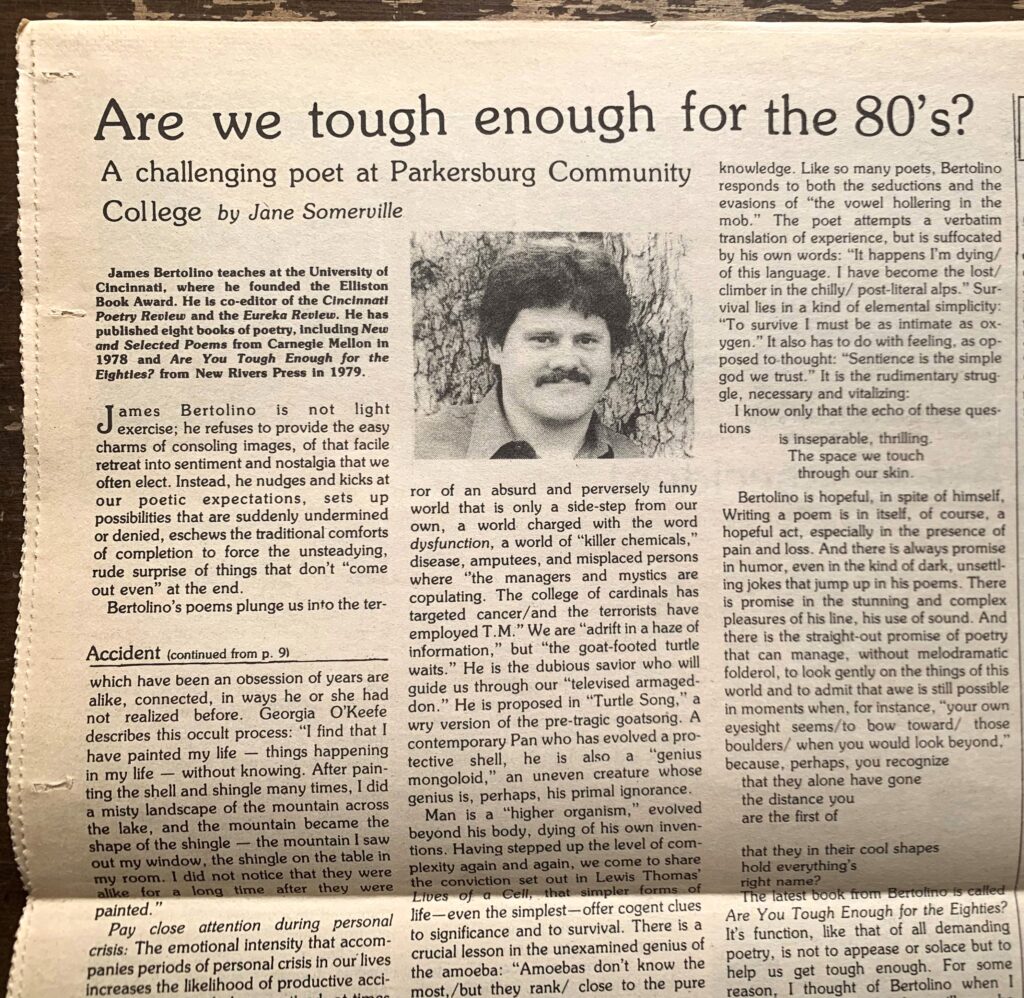 Are we tough enough for the 80's?
A challenging poet at Parkersburg Community
College by Jane Somerville
James Bertolino teaches at the University of
Cincinnati, where he founded the Elliston
Book Award. He is co-editor of the Cincinnati
Poetry Review and the Eureka Review. He has
published eight books of poetry, including New
and Selected Poems from Carnegie Mellon in
1978 and Are You Tough Enough for the
Eighties? from New Rivers Press in 1979.
James Bertolino is not light
exercise; he refuses to provide the easy
charms of consoling images, of that facile
retreat into sentiment and nostalgia that we
often elect. Instead, he nudges and kicks at
our poetic expectations, sets up
possibilities that are suddenly undermined
or denied, eschews the traditional comforts
of completion to force the unsteadying,
rude surprise of things that don't "come
out even" at the end.
Bertolino's poems plunge us into the ter-
ror of an absurd and perversely funny
world that is only a side-step from our
own, a world charged with the word
dysfunction, a world of "killer chemicals,"
disease, amputees, and misplaced persons
where "the managers and mystics are
copulating. The college of cardinals has
targeted cancer/and the terrorists have
employed T.M." We are "adrift in a haze of
information," but "the goat-footed turtle
waits." He is the dubious savior who will
guide us through our "televised armaged-
don." He is proposed in "Turtle Song," a
wry version of the pre-tragic goatsong. A
contemporary Pan who has evolved a pro-
tective shell, he is also a "genius
mongoloid," an uneven creature whose
genius is, perhaps, his primal ignorance.
Man is a "higher organism," evolved
beyond his body, dying of his own inven-
tions. Having stepped up the level of com-
plexity again and again, we come to share
the conviction set out in Lewis Thomas'
Lives of a Cell, that simpler forms of
life—even the simplest—offer cogent clues
to significance and to survival. There is a
crucial lesson in the unexamined genius of
the amoeba: "Amoebas don't know the
most,/but they rank/ close to the pure
knowledge. Like so many poets, Bertolino
responds to both the seductions and the
evasions of "the vowel hollering in the
mob." The poet attempts a verbatim
translation of experience, but is suffocated
by his own words: "It happens I'm dying/
of this language. I have become the lost/
climber in the chilly/ post-literal alps." Sur-
vival lies in a kind of elemental simplicity:
"To survive I must be as intimate as ox-
ygen." It also has to do with feeling, as op-
posed to thought: "Sentience is the simple
god we trust." It is the rudimentary strug-
gle, necessary and vitalizing:
I know only that the echo of these ques-
tions
is inseparable, thrilling.
The space we touch
through our skin.
Bertolino is hopeful, in spite of himself,
Writing a poem is in itself, of course, a
hopeful act, especially in the presence of
pain and loss. And there is always promise
in humor, even in the kind of dark, unsettl-
ing jokes that jump up in his poems. There
is promise in the stunning and complex
pleasures of his line, his use of sound. And
there is the straight-out promise of poetry
that can manage, without melodramatic
folderol, to look gently on the things of this
world and to admit that awe is still possible
in moments when, for instance, "your own
eyesight seems/to bow toward/ those
boulders/ when you would look beyond,"
because, perhaps, you recognize
that they alone have gone
the distance you
are the first of
that they in their cool shapes
hold everything's
right name?
The latest book from Bertolino is called
Are You Tough Enough for the Eighties?
It's function, like that of all demanding
poetry, is not to appease or solace but to
help us get tough enough. For some
reason, I thought of Bertolino when I
Accident (continued from p. 9)
which have been an obsession of years are
alike, connected, in ways he or she had
not realized before. Georgia O'Keefe
describes this occult process: "I find that I
have painted my life — things happening
in my life — without knowing. After pain-
ting the shell and shingle many times, I did
a misty landscape of the mountain across
the lake, and the mountain became the
shape of the shingle — the mountain I saw
out my window, the shingle on the table in
my room. I did not notice that they were
alike for a long time after they were
painted."
Pay close attention during personal
crisis: The emotional intensity that accom-
panies periods of personal crisis in our lives
increases the likelihood of productive acci-